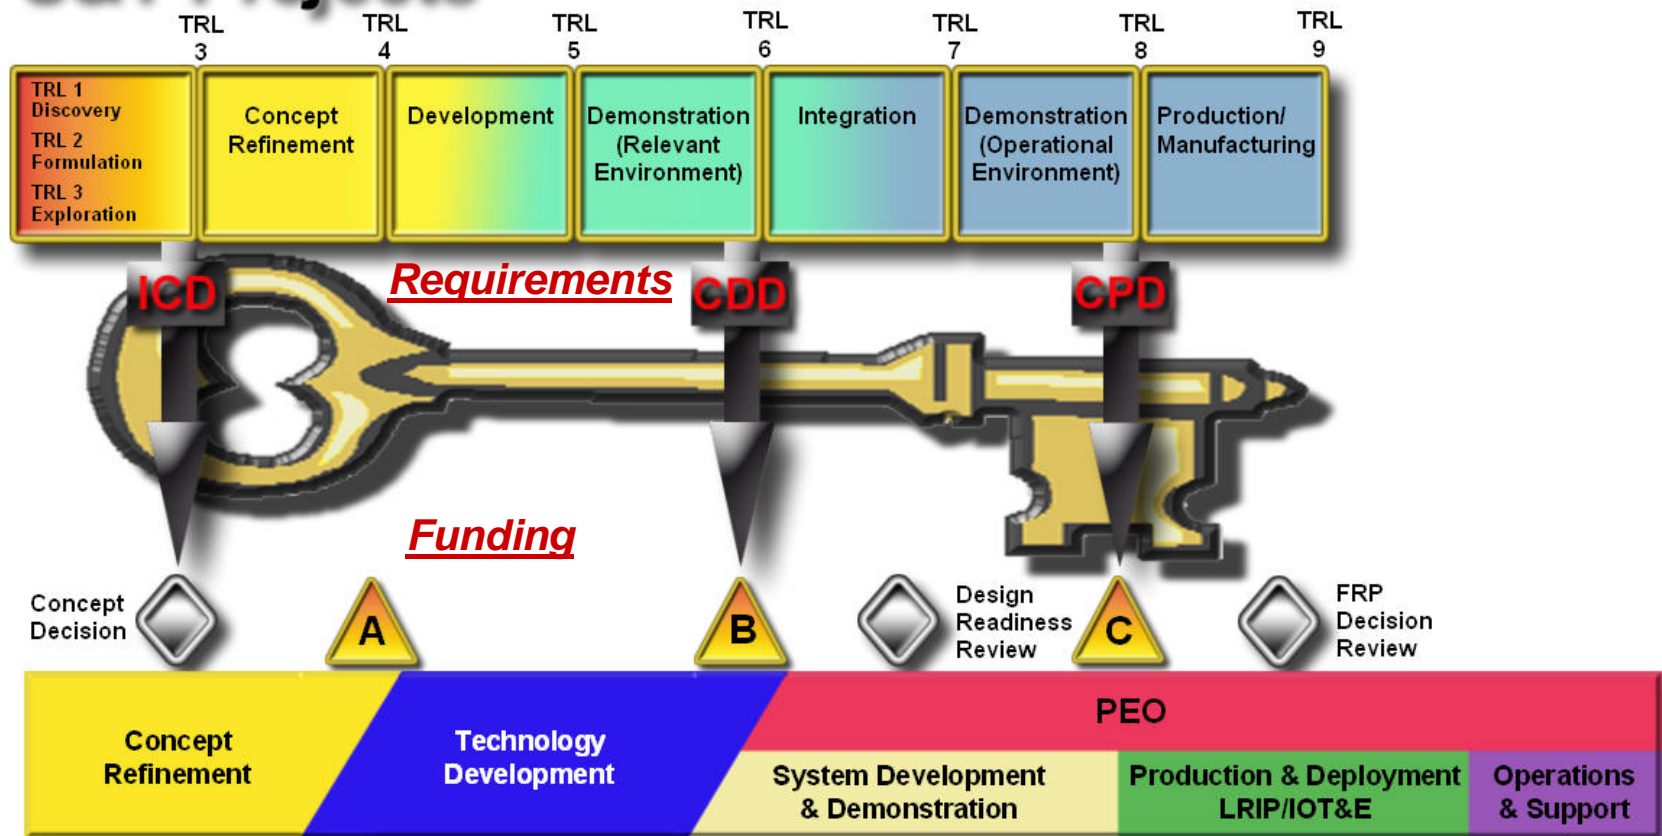 TRL
3
TRL
4
TRL
5
TRL
6
TRL
7
TRL
8
TRL
9
TRL 1
Discovery
TRL 2
Formulation
TRL 3
Exploration
Concept
Refinement
Development
Demonstration
(Relevant
Environment)
Integration
Demonstration
(Operational
Environment)
Production/
Manufacturing
ICD
Requirements
CDD
CPD
Funding
Concept
Decision
A
B
Design
Readiness
Review
C
FRP
Decision
Review
Concept
Refinement
Technology
Development
PEO
System Development
& Demonstration
Production & Deployment
LRIP/IOT&E
Operations
& Support